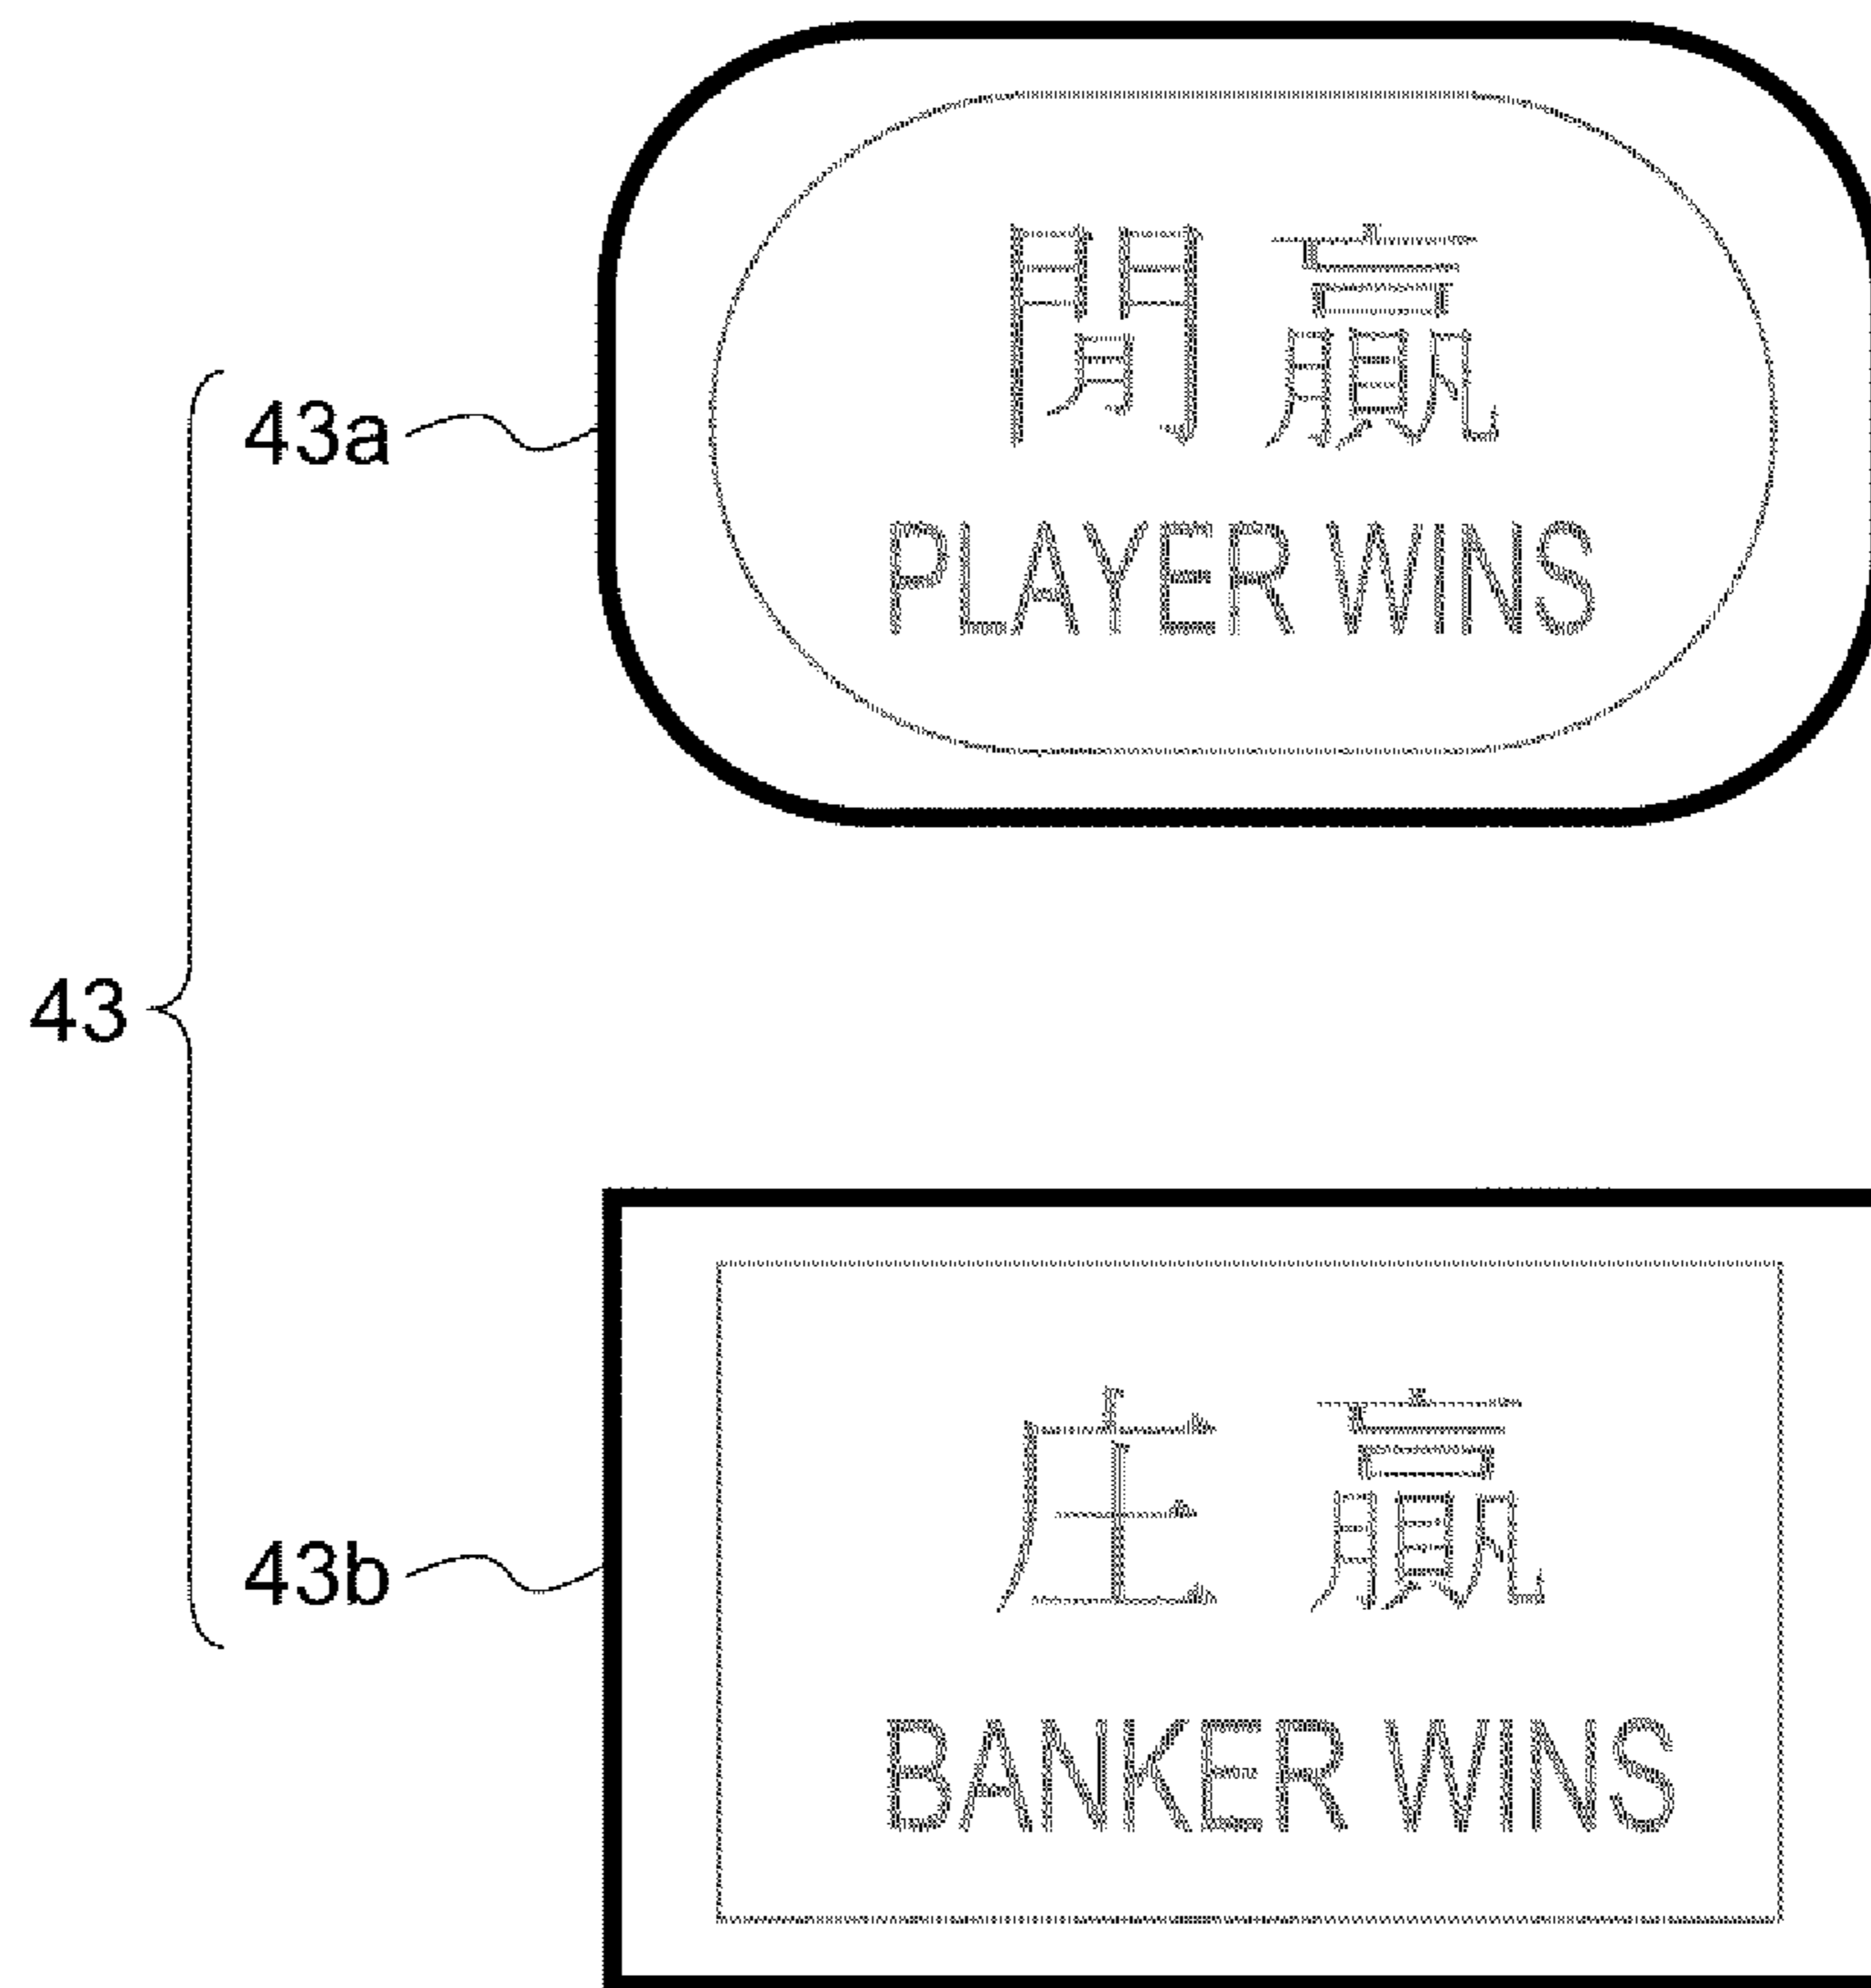 43a
閒贏
PLAYER WINS
43
43b
庄贏
BANKER WINS